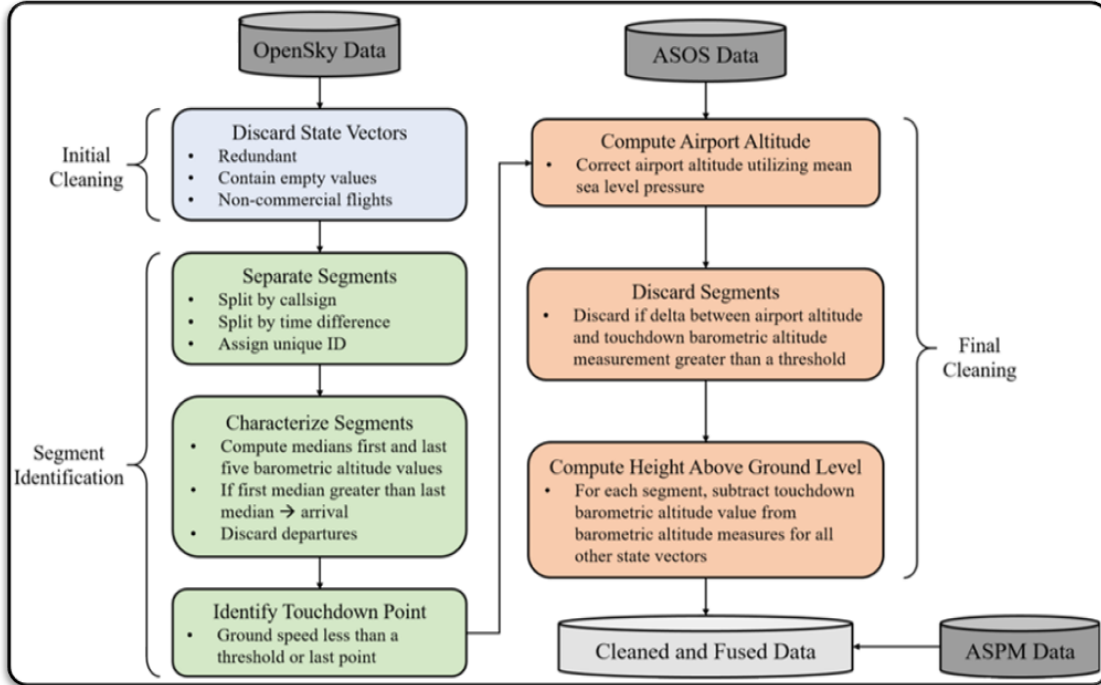 OpenSky Data
Initial
Cleaning
Discard State Vectors
• Redundant
• Contain empty values
• Non-commercial flights
Segment
Identification
Separate Segments
• Split by callsign
• Split by time difference
• Assign unique ID
Characterize Segments
• Compute medians first and last
five barometric altitude values
• If first median greater than last
median → arrival
• Discard departures
Identify Touchdown Point
• Ground speed less than a
threshold or last point
ASOS Data
Compute Airport Altitude
• Correct airport altitude utilizing mean
sea level pressure
Discard Segments
• Discard if delta between airport altitude
and touchdown barometric altitude
measurement greater than a threshold
Compute Height Above Ground Level
• For each segment, subtract touchdown
barometric altitude value from
barometric altitude measures for all
other state vectors
Final
Cleaning
Cleaned and Fused Data
ASPM Data